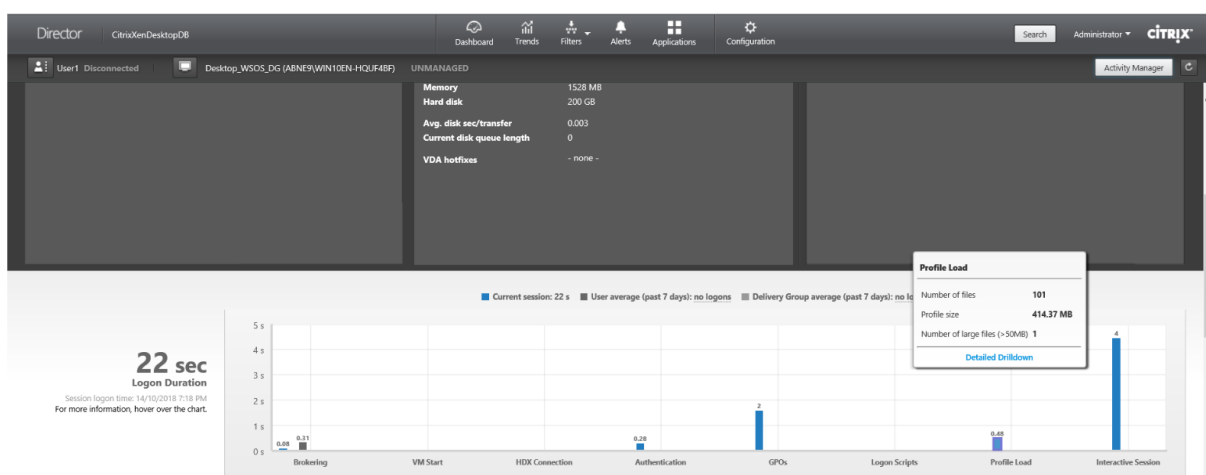 Director CitrixXenDesktopDB Dashboard Trends Filters Alerts Applications Configuration Search Administrator CITRIX
User1 Disconnected Desktop_WSOS_DG (ABNE9\WIN10EN-HQUF4BF) UNMANAGED Activity Manager
Memory 1528 MB
Hard disk 200 GB
Avg. disk sec/transfer 0.003
Current disk queue length 0
VDA hotfixes - none -
Profile Load
Number of files 101
Profile size 414.37 MB
Number of large files (>50MB) 1
Detailed Drilldown
Current session: 22 s User average (past 7 days): no logons Delivery Group average (past 7 days): no lo
22 sec
Logon Duration
Session logon time: 14/10/2018 7:18 PM
For more information, hover over the chart.
5 s
4 s
3 s
2 s
1 s
0 s
0.08 0.31 0.28 2 0.48 4
Brokering VM Start HDX Connection Authentication GPOs Logon Scripts Profile Load Interactive Session